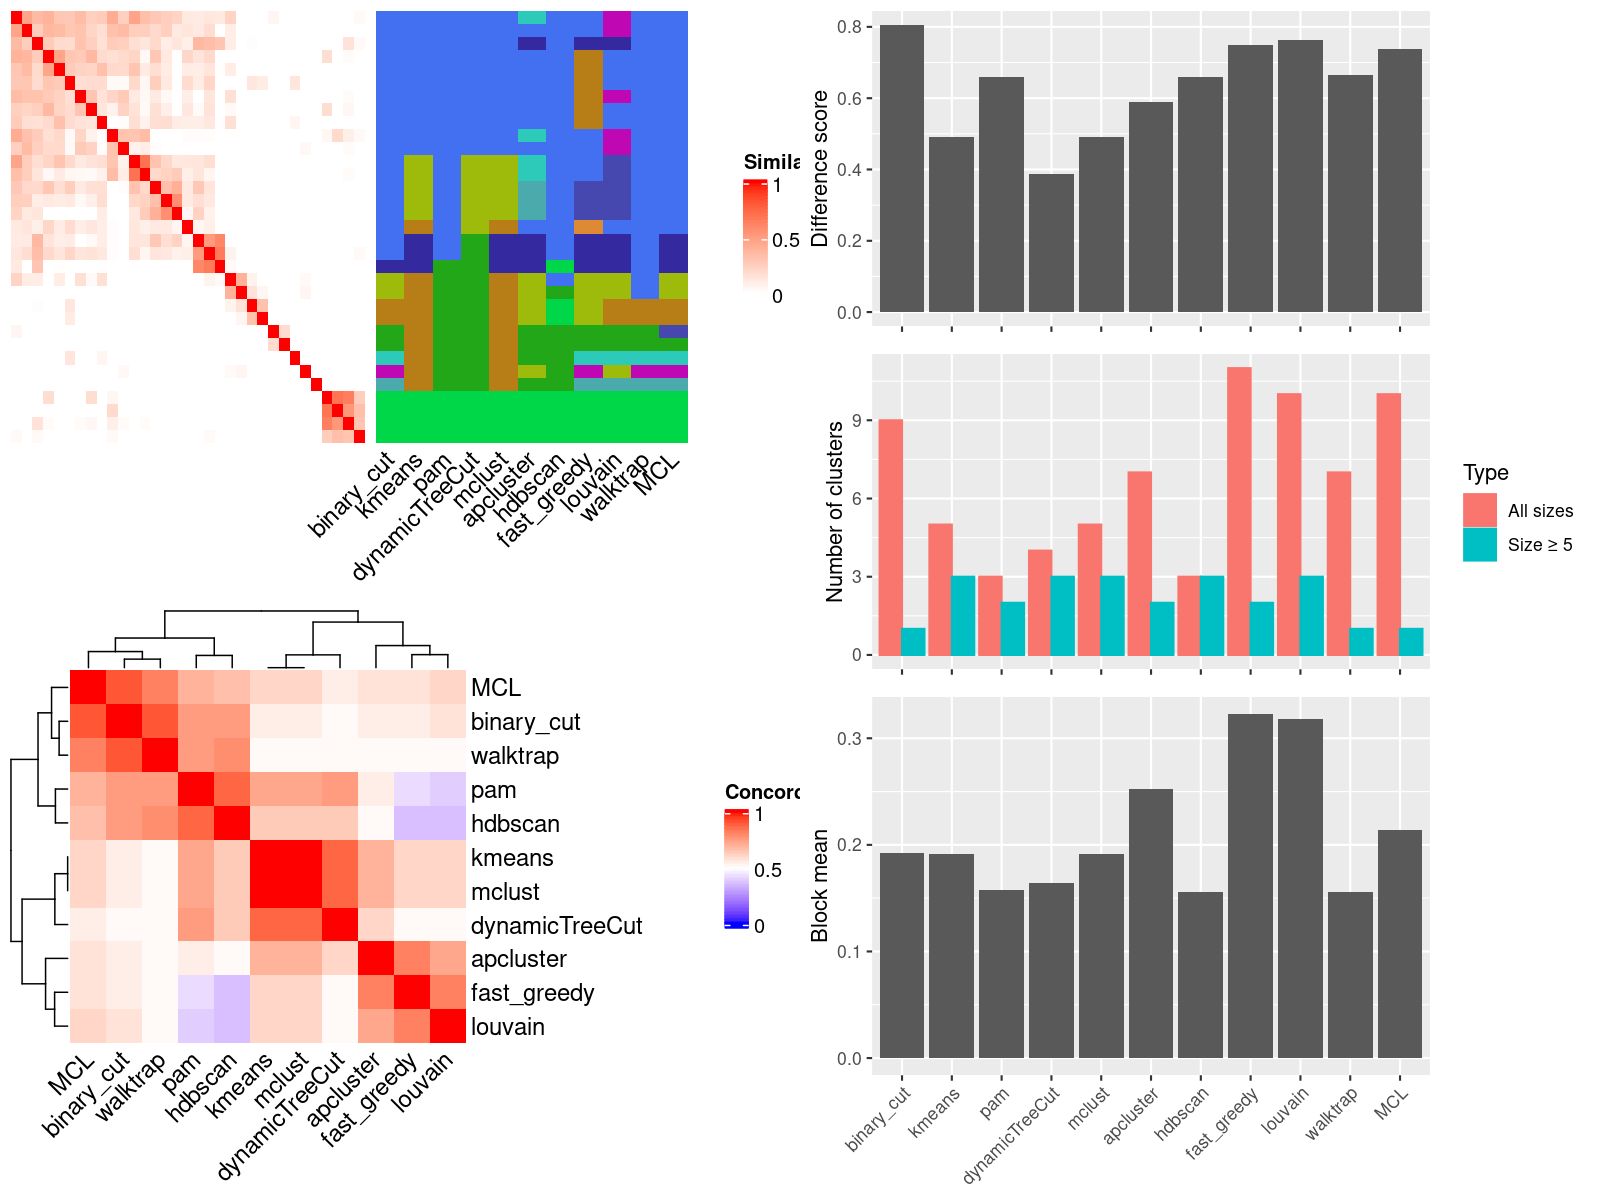 Simila
1
0.5
0
binary_cut
kmeans
pam
dynamicTreeCut
mclust
apcluster
hdbscan
fast_greedy
louvain
walktrap
MCL
MCL
binary_cut
walktrap
pam
hdbscan
kmeans
mclust
dynamicTreeCut
apcluster
fast_greedy
louvain
MCL
binary_cut
walktrap
pam
hdbscan
kmeans
mclust
dynamicTreeCut
apcluster
fast_greedy
louvain
Concord
1
0.5
0
Difference score
0.8
0.6
0.4
0.2
0.0
Number of clusters
9
6
3
0
Type
All sizes
Size ≥ 5
Block mean
0.3
0.2
0.1
0.0
binary_cut
kmeans
pam
dynamicTreeCut
mclust
apcluster
hdbscan
fast_greedy
louvain
walktrap
MCL